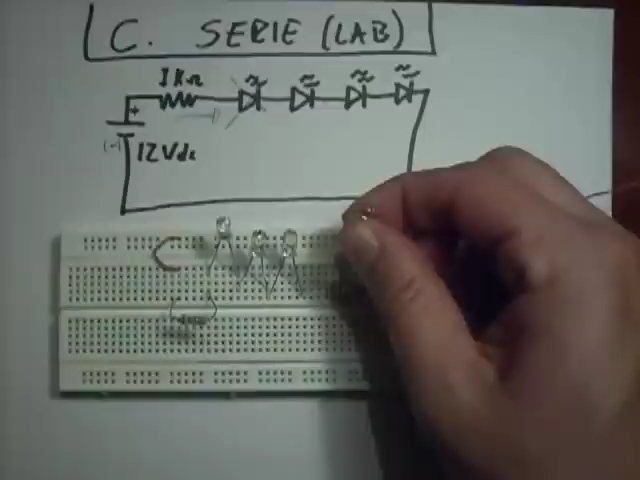 C. SERIE (LAB)
1KΩ
+
(-) 12Vdc